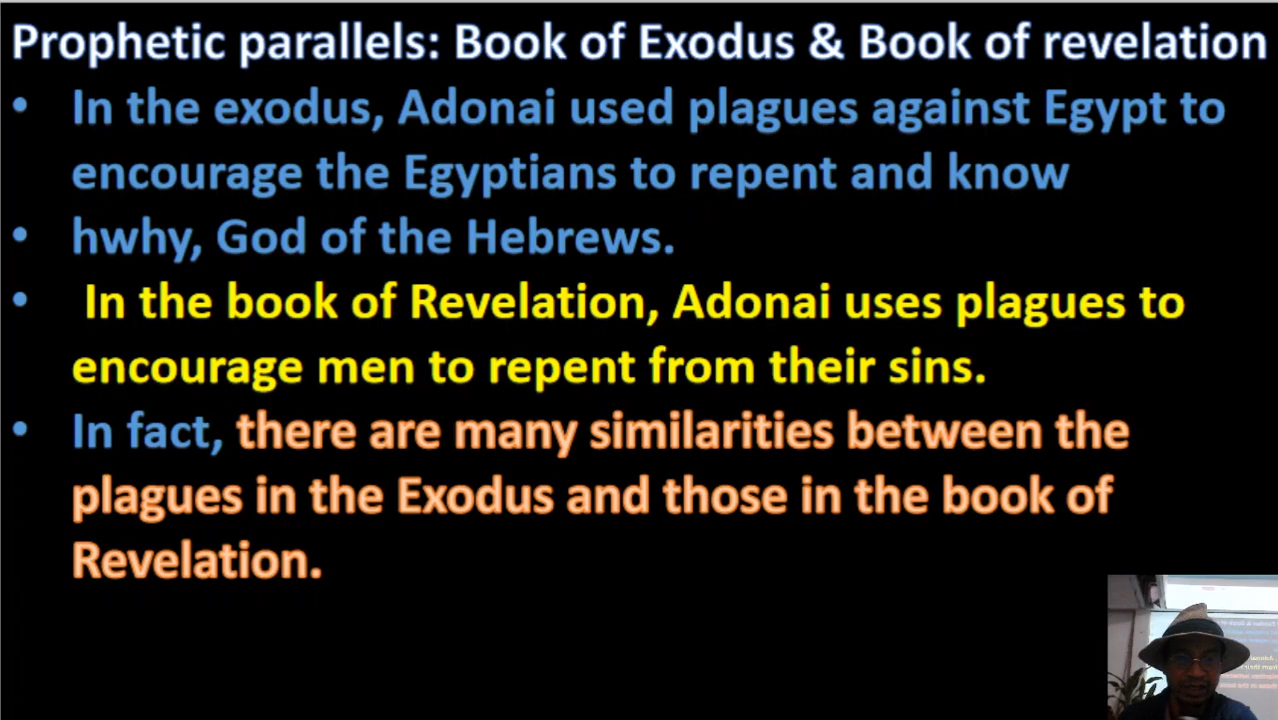 Prophetic parallels: Book of Exodus & Book of revelation
• In the exodus, Adonai used plagues against Egypt to
encourage the Egyptians to repent and know
• hwhy, God of the Hebrews.
• In the book of Revelation, Adonai uses plagues to
encourage men to repent from their sins.
• In fact, there are many similarities between the
plagues in the Exodus and those in the book of
Revelation.